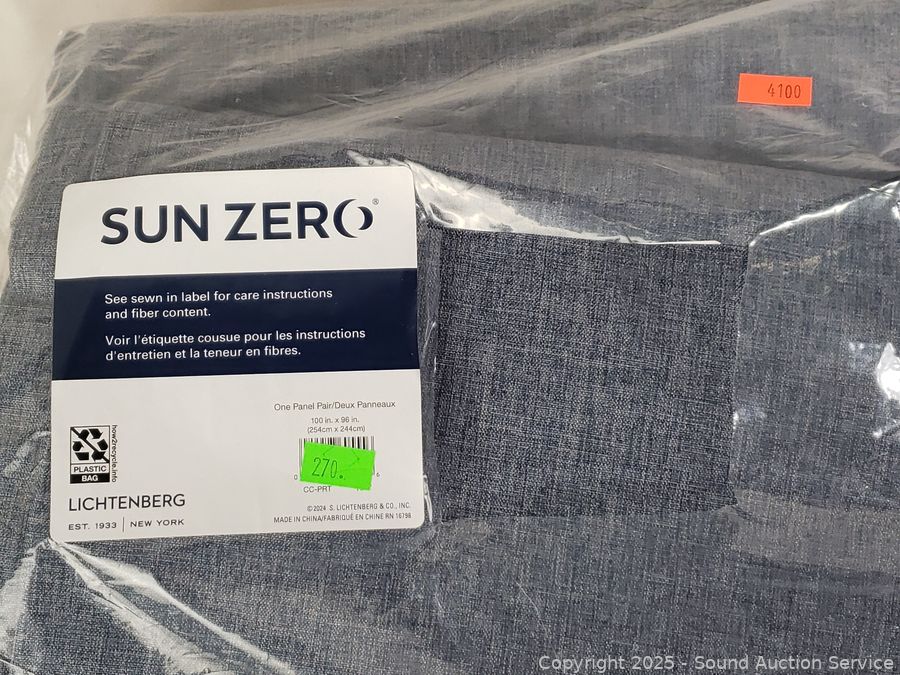 4100
SUN ZERO®
See sewn in label for care instructions
and fiber content.
Voir l'étiquette cousue pour les instructions
d'entretien et la teneur en fibres.
One Panel Pair/Deux Panneaux
100 in. x 96 in.
(254cm x 244cm)
how2recycle.info
PLASTIC
BAG
0
270
6
CC-PRT
LICHTENBERG
EST. 1933 | NEW YORK
©2024 S. LICHTENBERG & CO., INC.
MADE IN CHINA/FABRIQUÉ EN CHINE RN 16798
Copyright 2025 - Sound Auction Service